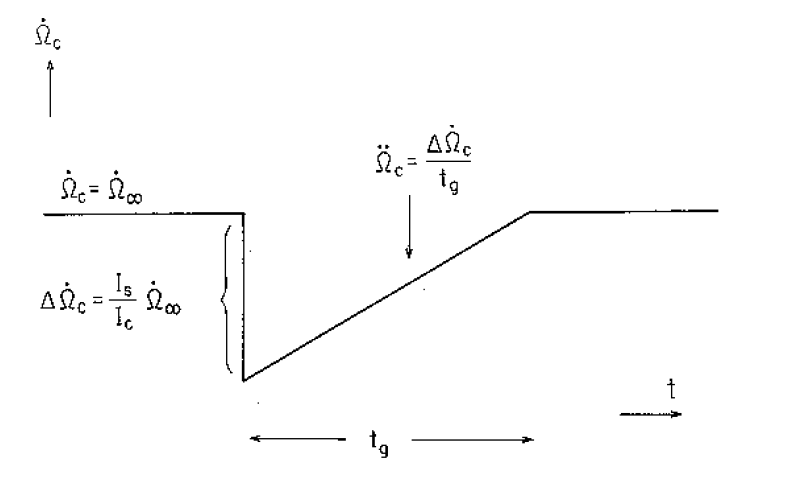 Ω̇c
Ω̈c = ΔΩ̇c / tg
Ω̇c = Ω̇∞
ΔΩ̇c = Is/Ic Ω̇∞
t
tg